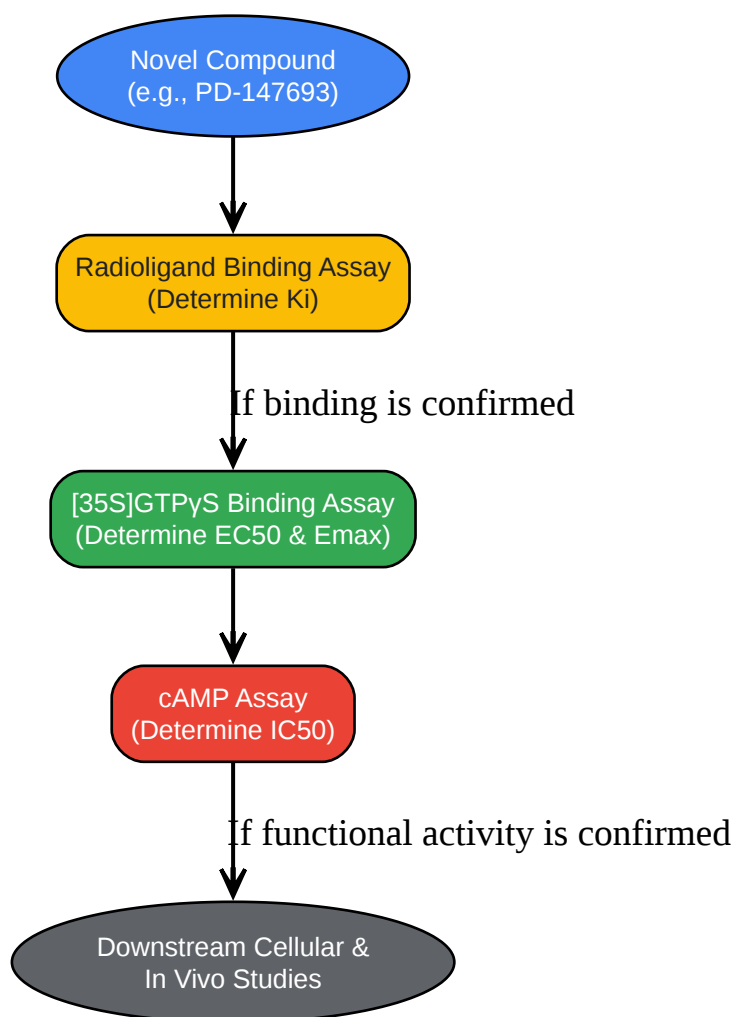 Novel Compound
(e.g., PD-147693)
Radioligand Binding Assay
(Determine Ki)
If binding is confirmed
[35S]GTPγS Binding Assay
(Determine EC50 & Emax)
cAMP Assay
(Determine IC50)
If functional activity is confirmed
Downstream Cellular &
In Vivo Studies